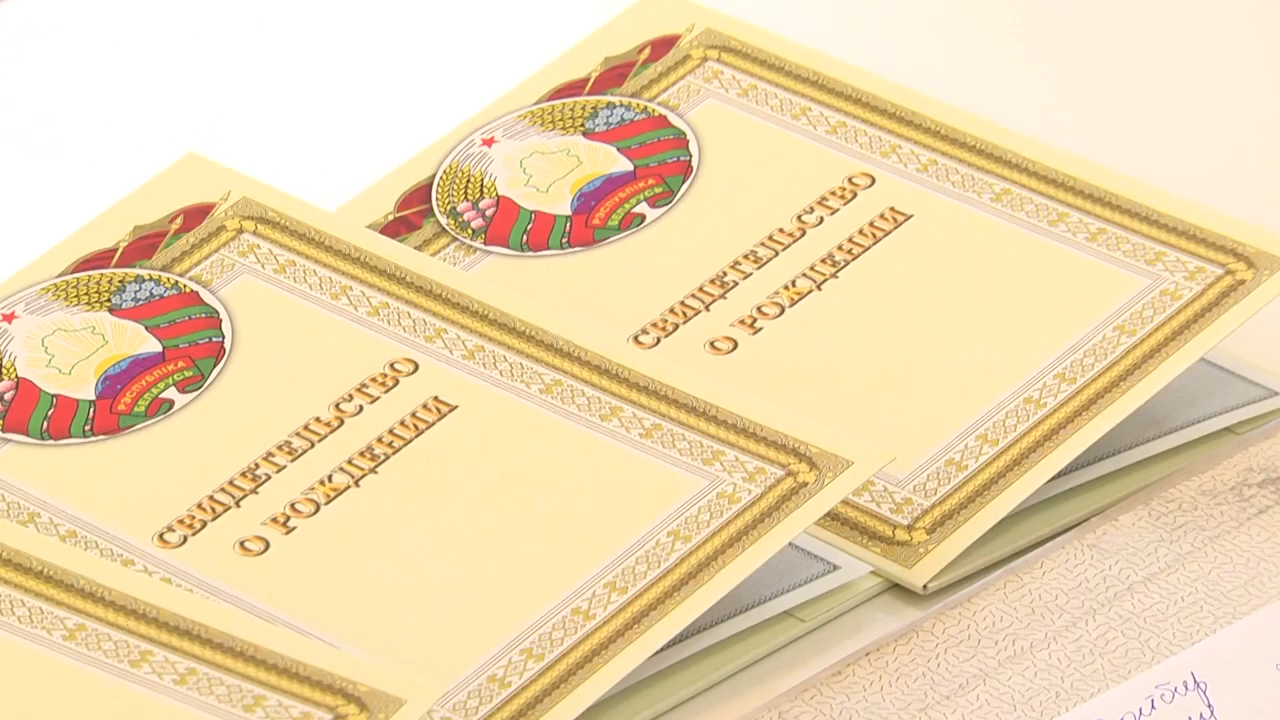 РЭСПУБЛІКА
БЕЛАРУСЬ
СВИДЕТЕЛЬСТВО
О РОЖДЕНИИ
РЭСПУБЛІКА
БЕЛАРУСЬ
СВИДЕТЕЛЬСТВО
О РОЖДЕНИИ